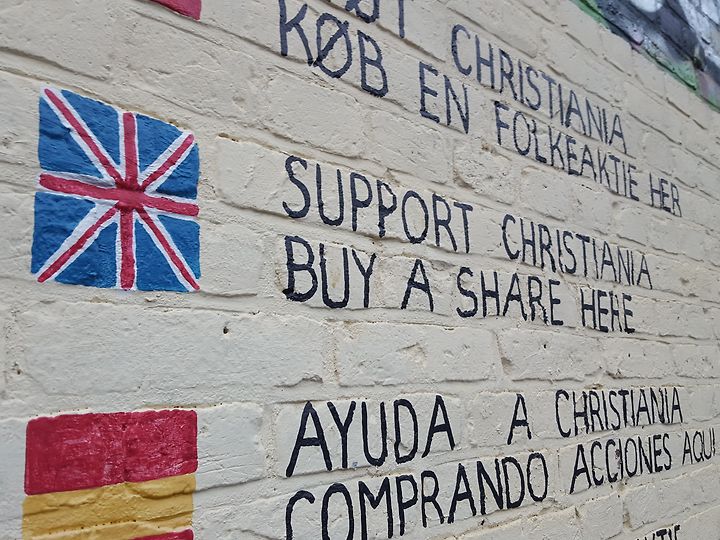 CHRISTIANIA
KØB EN FOLKEAKTIE HER
SUPPORT CHRISTIANIA
BUY A SHARE HERE
AYUDA A CHRISTIANIA
COMPRANDO ACCIONES AQUI